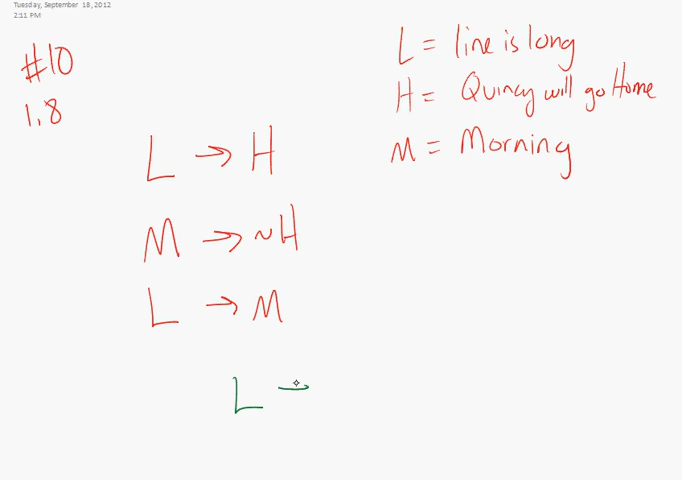 Tuesday, September 18, 2012
2:11 PM
#10
1.8
L = line is long
H = Quincy will go Home
M = Morning
L → H
M → ~H
L → M
L →